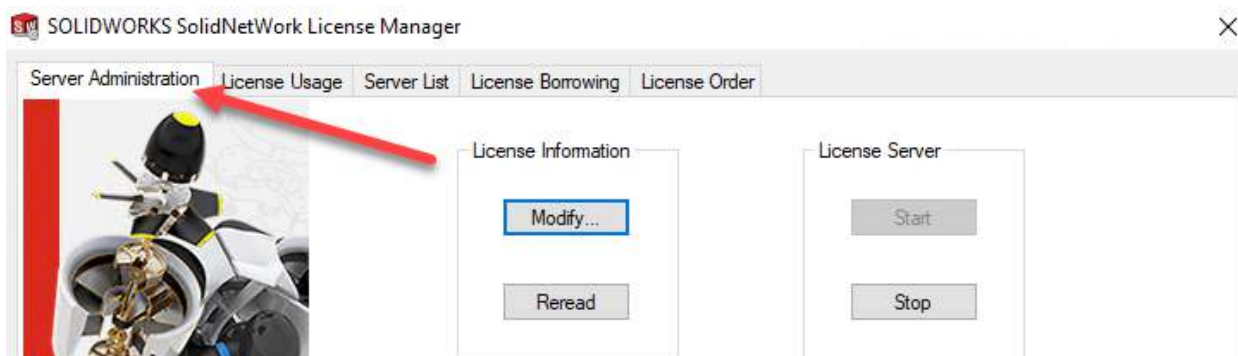 SOLIDWORKS SolidNetWork License Manager
Server Administration License Usage Server List License Borrowing License Order
License Information License Server
Modify... Start
Reread Stop